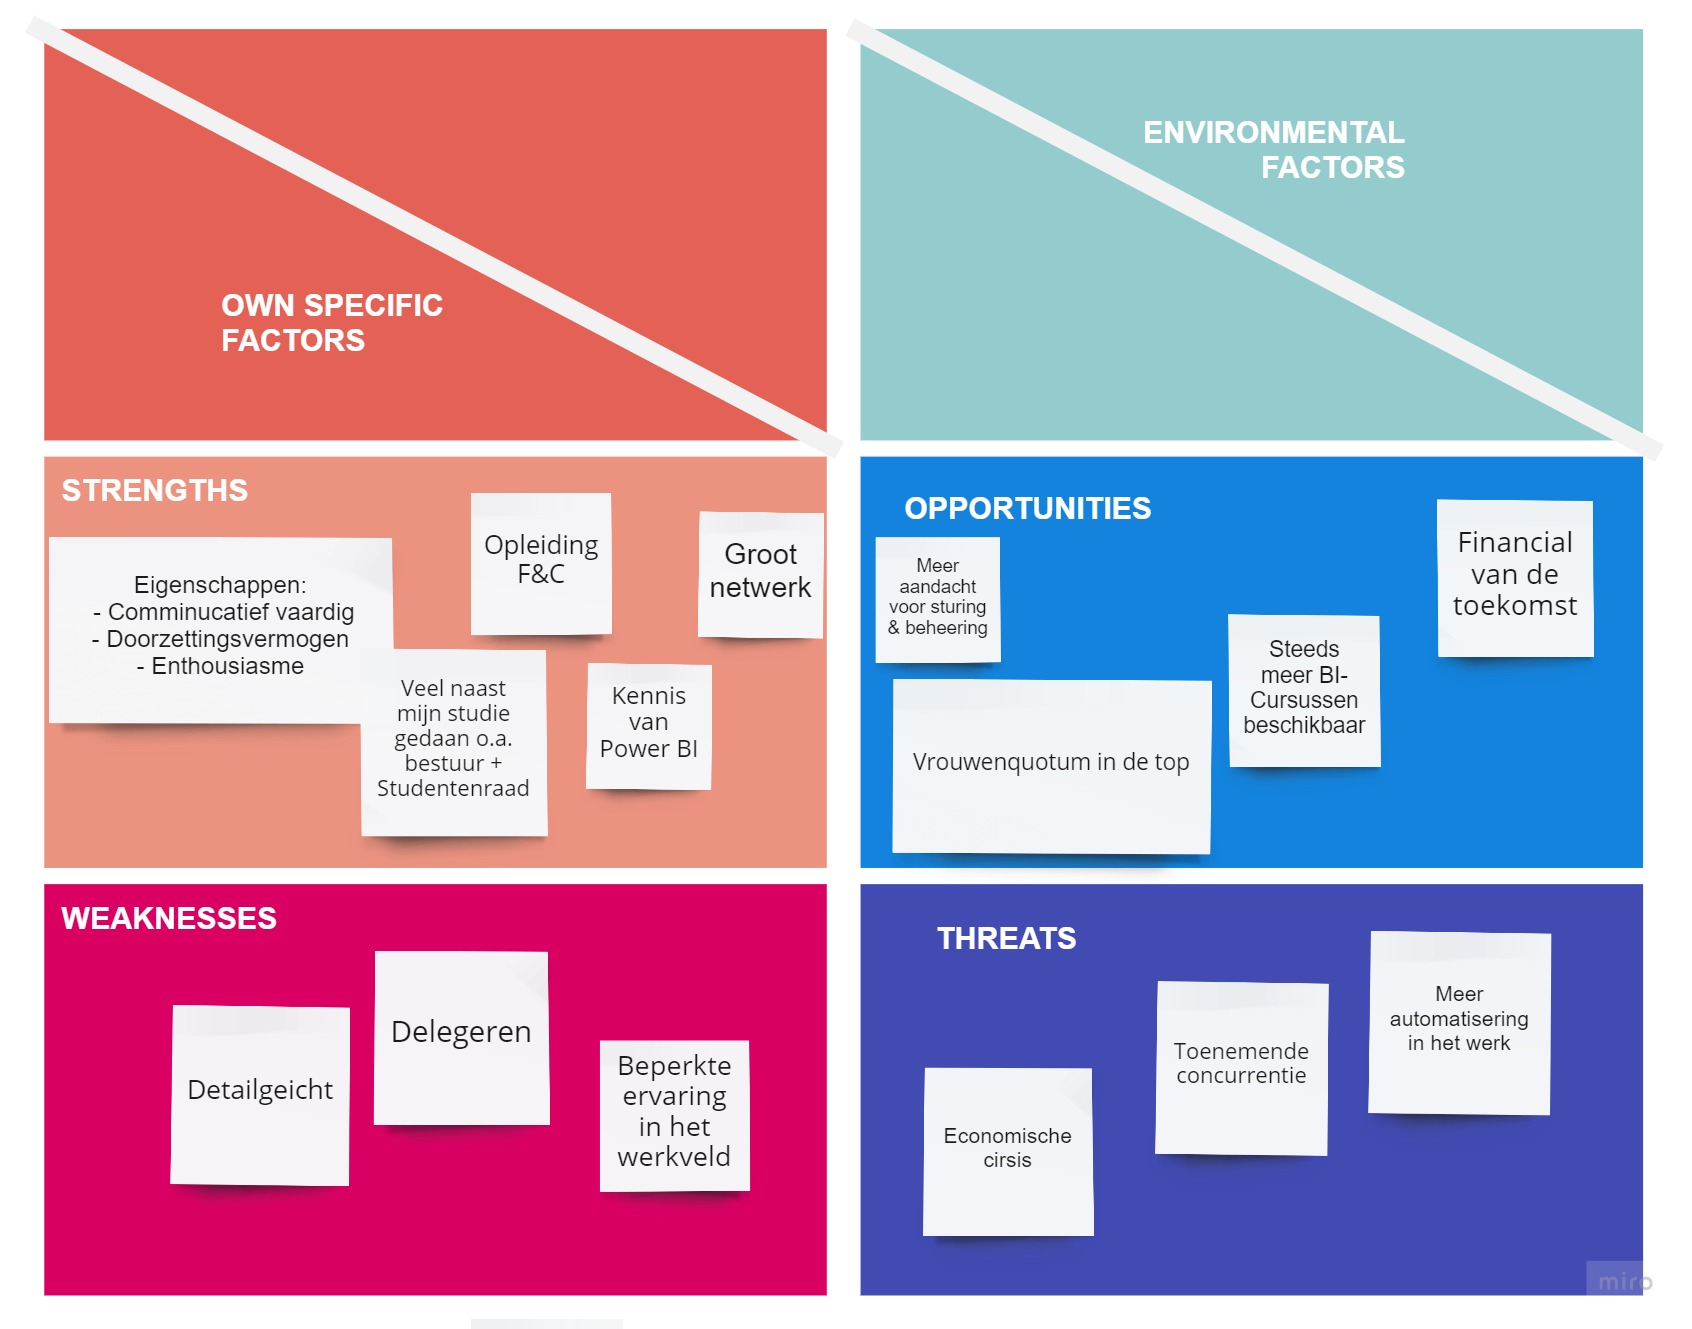 OWN SPECIFIC
FACTORS
ENVIRONMENTAL
FACTORS
STRENGTHS
Eigenschappen:
- Comminucatief vaardig
- Doorzettingsvermogen
- Enthousiasme
Opleiding
F&C
Groot
netwerk
Veel naast
mijn studie
gedaan o.a.
bestuur +
Studentenraad
Kennis
van
Power BI
OPPORTUNITIES
Meer
aandacht
voor sturing
& beheering
Vrouwenquotum in de top
Steeds
meer BI-
Cursussen
beschikbaar
Financial
van de
toekomst
WEAKNESSES
Detailgeicht
Delegeren
Beperkte
ervaring
in het
werkveld
THREATS
Economische
cirsis
Toenemende
concurrentie
Meer
automatisering
in het werk
miro